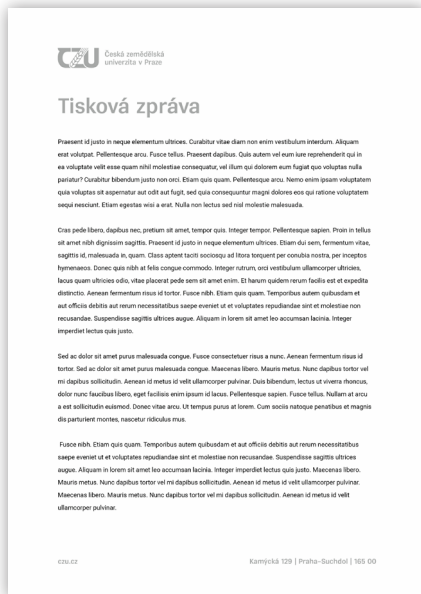 CZU
Česká zemědělská
univerzita v Praze
Tisková zpráva
Praesent id justo in neque elementum ultrices. Curabitur vitae diam non enim vestibulum interdum. Aliquam
erat volutpat. Pellentesque arcu. Fusce tellus. Praesent dapibus. Quis autem vel eum iure reprehenderit qui in
ea voluptate velit esse quam nihil molestiae consequatur, vel illum qui dolorem eum fugiat quo voluptas nulla
pariatur? Curabitur bibendum justo non orci. Etiam quis quam. Pellentesque arcu. Nemo enim ipsam voluptatem
quia voluptas sit aspernatur aut odit aut fugit, sed quia consequuntur magni dolores eos qui ratione voluptatem
sequi nesciunt. Etiam egestas wisi a erat. Nulla non lectus sed nisl molestie malesuada.
Cras pede libero, dapibus nec, pretium sit amet, tempor quis. Integer tempor. Pellentesque sapien. Proin in tellus
sit amet nibh dignissim sagittis. Praesent id justo in neque elementum ultrices. Etiam dui sem, fermentum vitae,
sagittis id, malesuada in, quam. Class aptent taciti sociosqu ad litora torquent per conubia nostra, per inceptos
hymenaeos. Donec quis nibh at felis congue commodo. Integer rutrum, orci vestibulum ullamcorper ultricies,
lacus quam ultricies odio, vitae placerat pede sem sit amet enim. Et harum quidem rerum facilis est et expedita
distinctio. Aenean fermentum risus id tortor. Fusce nibh. Etiam quis quam. Temporibus autem quibusdam et
aut officiis debitis aut rerum necessitatibus saepe eveniet ut et voluptates repudiandae sint et molestiae non
recusandae. Suspendisse sagittis ultrices augue. Aliquam in lorem sit amet leo accumsan lacinia. Integer
imperdiet lectus quis justo.
Sed ac dolor sit amet purus malesuada congue. Fusce consectetuer risus a nunc. Aenean fermentum risus id
tortor. Sed ac dolor sit amet purus malesuada congue. Maecenas libero. Mauris metus. Nunc dapibus tortor vel
mi dapibus sollicitudin. Aenean id metus id velit ullamcorper pulvinar. Duis bibendum, lectus ut viverra rhoncus,
dolor nunc faucibus libero, eget facilisis enim ipsum id lacus. Pellentesque sapien. Fusce tellus. Nullam at arcu
a est sollicitudin euismod. Donec vitae arcu. Ut tempus purus at lorem. Cum sociis natoque penatibus et magnis
dis parturient montes, nascetur ridiculus mus.
Fusce nibh. Etiam quis quam. Temporibus autem quibusdam et aut officiis debitis aut rerum necessitatibus
saepe eveniet ut et voluptates repudiandae sint et molestiae non recusandae. Suspendisse sagittis ultrices
augue. Aliquam in lorem sit amet leo accumsan lacinia. Integer imperdiet lectus quis justo. Maecenas libero.
Mauris metus. Nunc dapibus tortor vel mi dapibus sollicitudin. Aenean id metus id velit ullamcorper pulvinar.
Maecenas libero. Mauris metus. Nunc dapibus tortor vel mi dapibus sollicitudin. Aenean id metus id velit
ullamcorper pulvinar.
czu.cz
Kamýcká 129 | Praha-Suchdol | 165 00